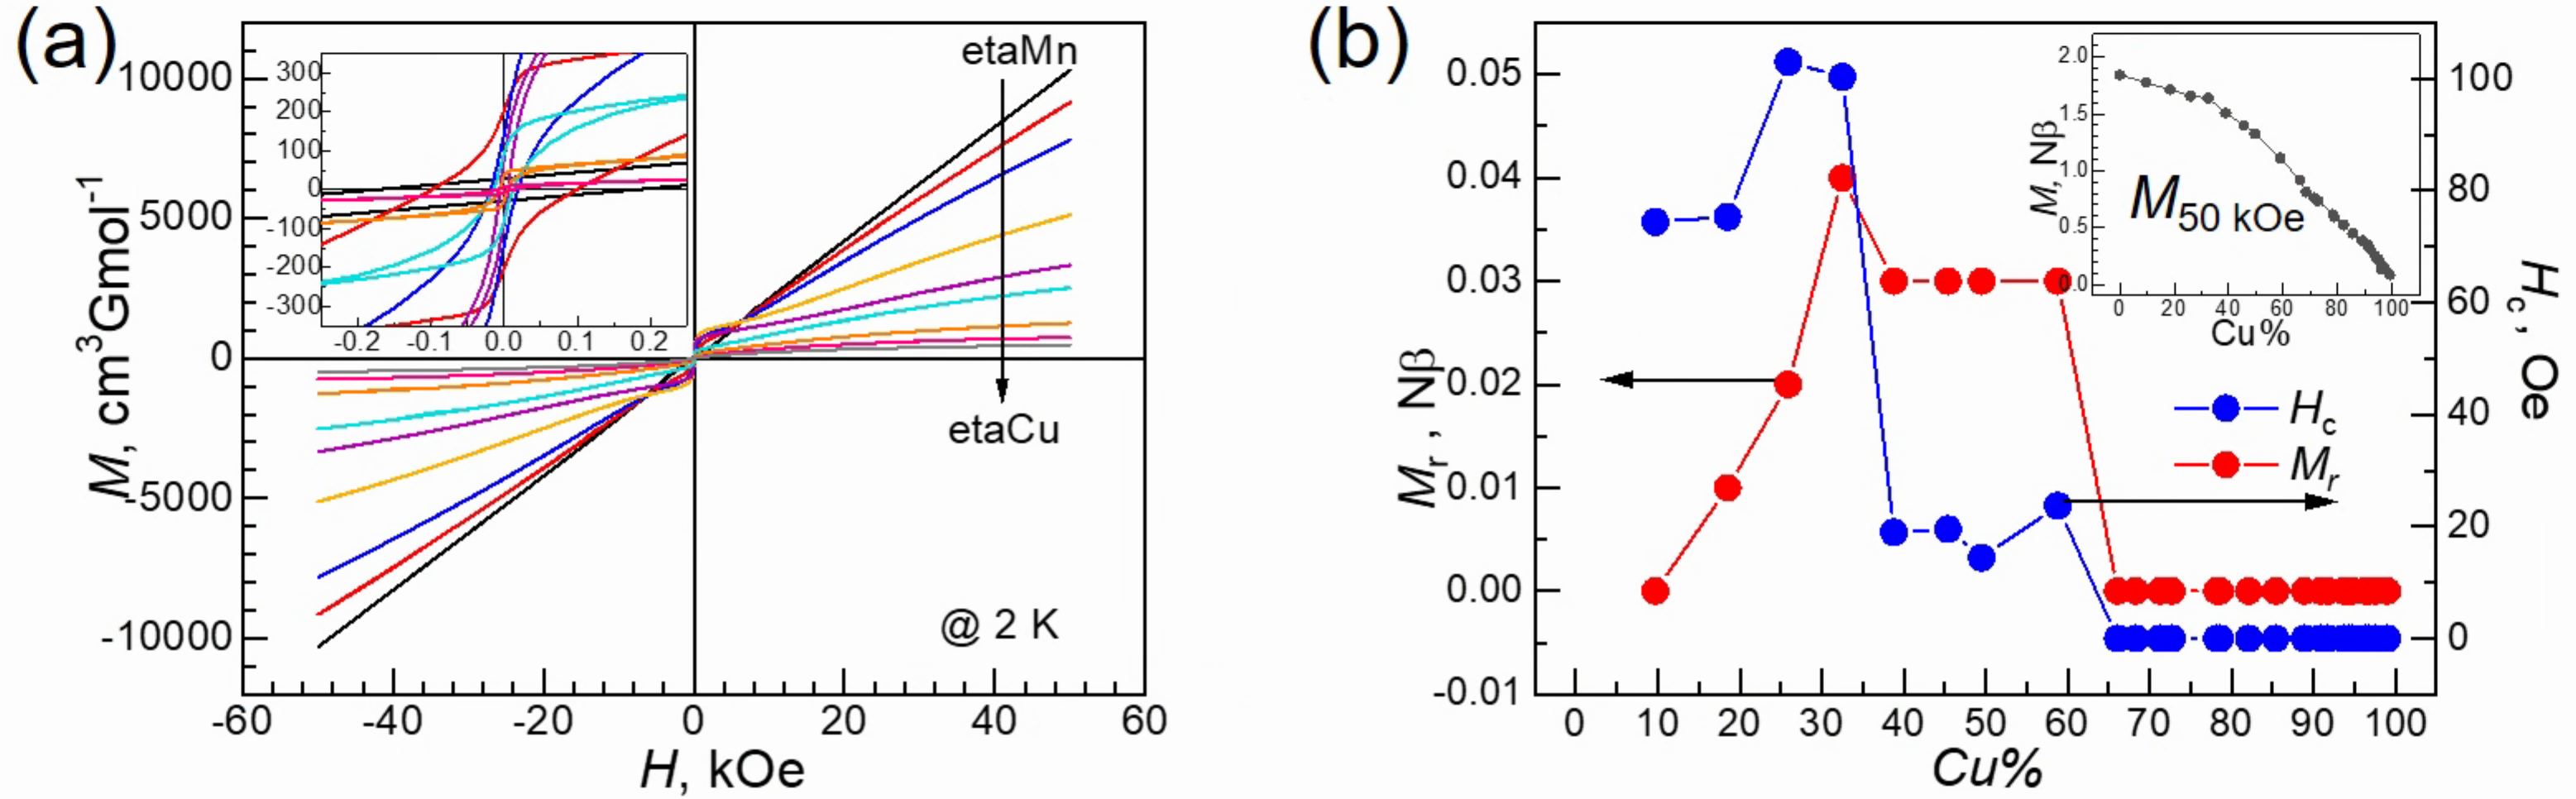 (a)
10000
5000
0
-5000
-10000
M, cm³Gmol⁻¹
300
200
100
0
-100
-200
-300
-0.2 -0.1 0.0 0.1 0.2
etaMn
etaCu
@ 2 K
-60 -40 -20 0 20 40 60
H, kOe
(b)
0.05
0.04
0.03
0.02
0.01
0.00
-0.01
Mr, Nβ
2.0
1.5
1.0
0.5
0.0
M, Nβ
M50 kOe
0 20 40 60 80 100
Cu%
Hc
Mr
100
80
60
40
20
0
Hc, Oe
0 10 20 30 40 50 60 70 80 90 100
Cu%